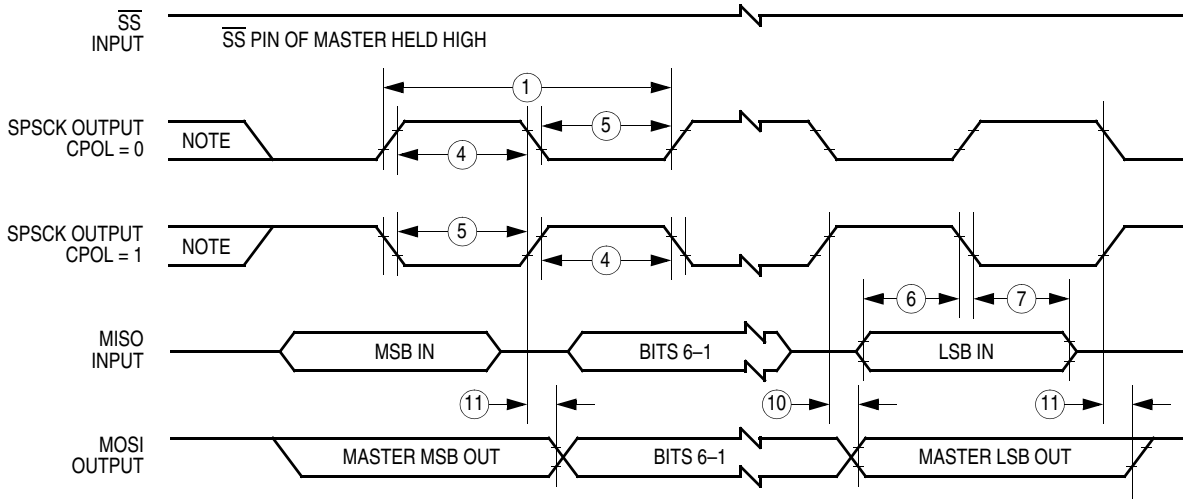 SS
INPUT
SS PIN OF MASTER HELD HIGH
1
SPSCK OUTPUT
CPOL = 0
NOTE
5
4
SPSCK OUTPUT
CPOL = 1
NOTE
5
4
6
7
MISO
INPUT
MSB IN
BITS 6–1
LSB IN
11
10
11
MOSI
OUTPUT
MASTER MSB OUT
BITS 6–1
MASTER LSB OUT